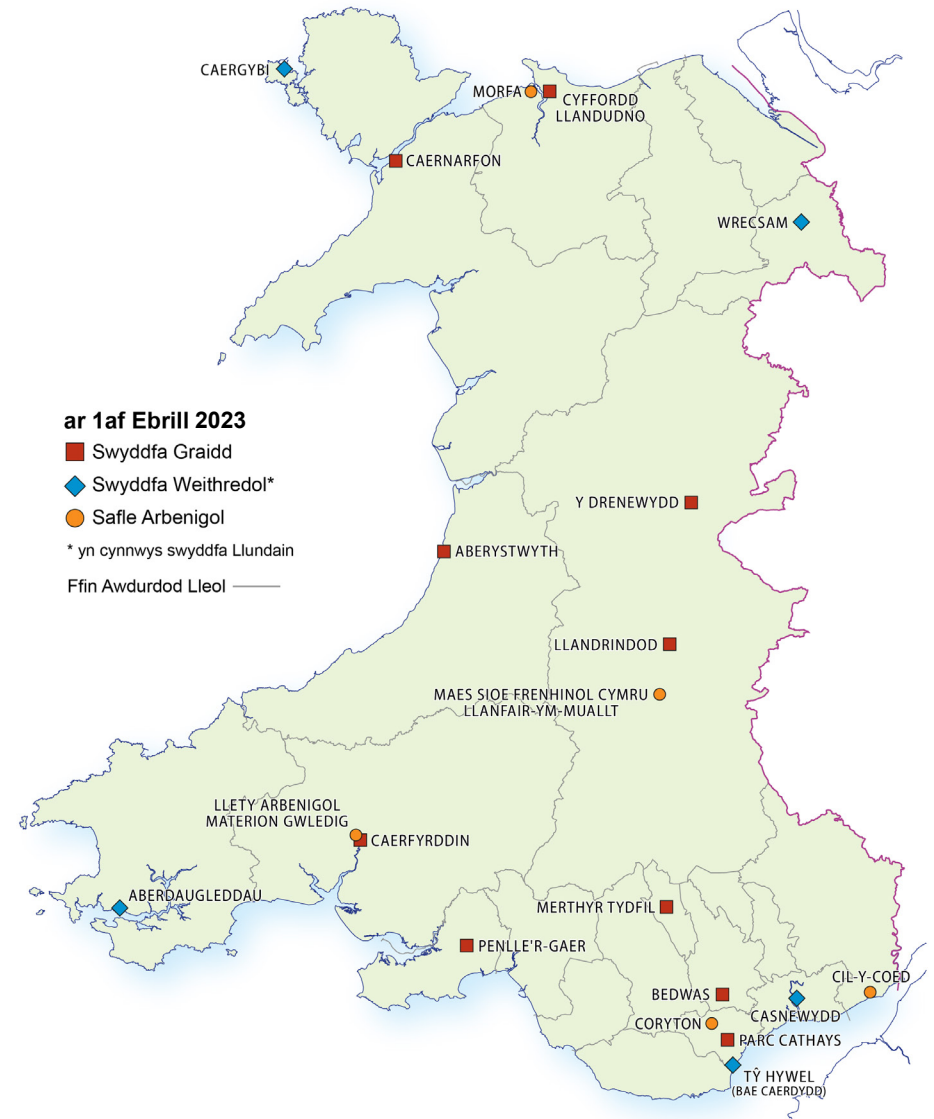 CAERGYBI
MORFA
CYFFORDD
LLANDUDNO
CAERNARFON
WRECSAM
ar 1af Ebrill 2023
Swyddfa Graidd
Swyddfa Weithredol*
Safle Arbenigol
* yn cynnwys swyddfa Llundain
Ffin Awdurdod Lleol
Y DRENEWYDD
ABERYSTWYTH
LLANDRINDOD
MAES SIOE FRENHINOL CYMRU
LLANFAIR-YM-MUALLT
LLETY ARBENIGOL
MATERION GWLEDIG
CAERFYRDDIN
ABERDAUGLEDDAU
MERTHYR TYDFIL
PENLLE'R-GAER
CIL-Y-COED
BEDWAS
CASNEWYDD
CORYTON
PARC CATHAYS
TŶ HYWEL
(BAE CAERDYDD)